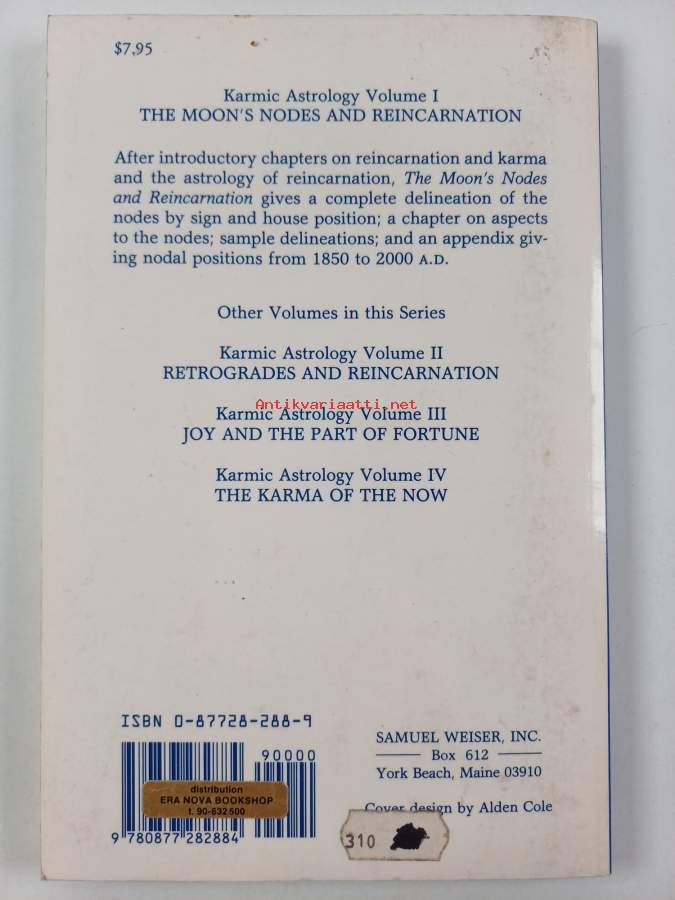 $7.95
Karmic Astrology Volume I
THE MOON'S NODES AND REINCARNATION
After introductory chapters on reincarnation and karma
and the astrology of reincarnation, The Moon's Nodes
and Reincarnation gives a complete delineation of the
nodes by sign and house position; a chapter on aspects
to the nodes; sample delineations; and an appendix giv-
ing nodal positions from 1850 to 2000 A.D.
Other Volumes in this Series
Karmic Astrology Volume II
RETROGRADES AND REINCARNATION
Antikvariaatti.net
Karmic Astrology Volume III
JOY AND THE PART OF FORTUNE
Karmic Astrology Volume IV
THE KARMA OF THE NOW
ISBN 0-87728-288-9
90000
distribution
ERA NOVA BOOKSHOP
t. 90-632 500
9 780877 282884
SAMUEL WEISER, INC.
Box 612
York Beach, Maine 03910
Cover design by Alden Cole
310